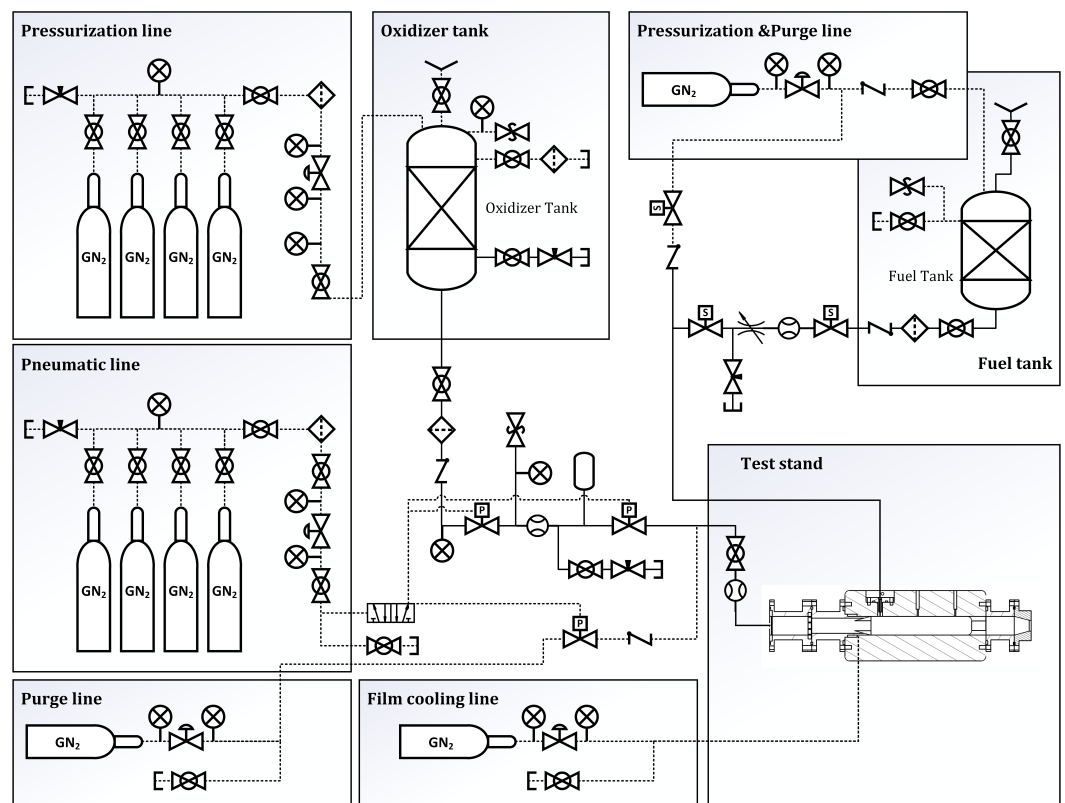 Pressurization line
GN₂ GN₂ GN₂ GN₂
Oxidizer tank
Oxidizer Tank
Pressurization &Purge line
GN₂
S
Fuel Tank
S
S
Fuel tank
Pneumatic line
GN₂ GN₂ GN₂ GN₂
P
P
P
Test stand
Purge line
GN₂
Film cooling line
GN₂